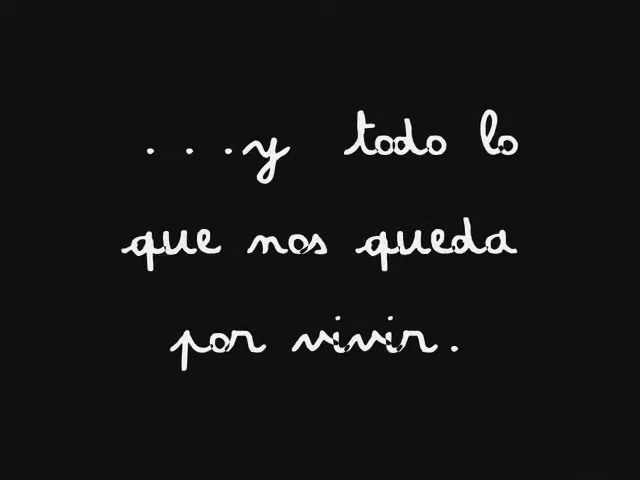 . . .y todo lo
que nos queda
por vivir.